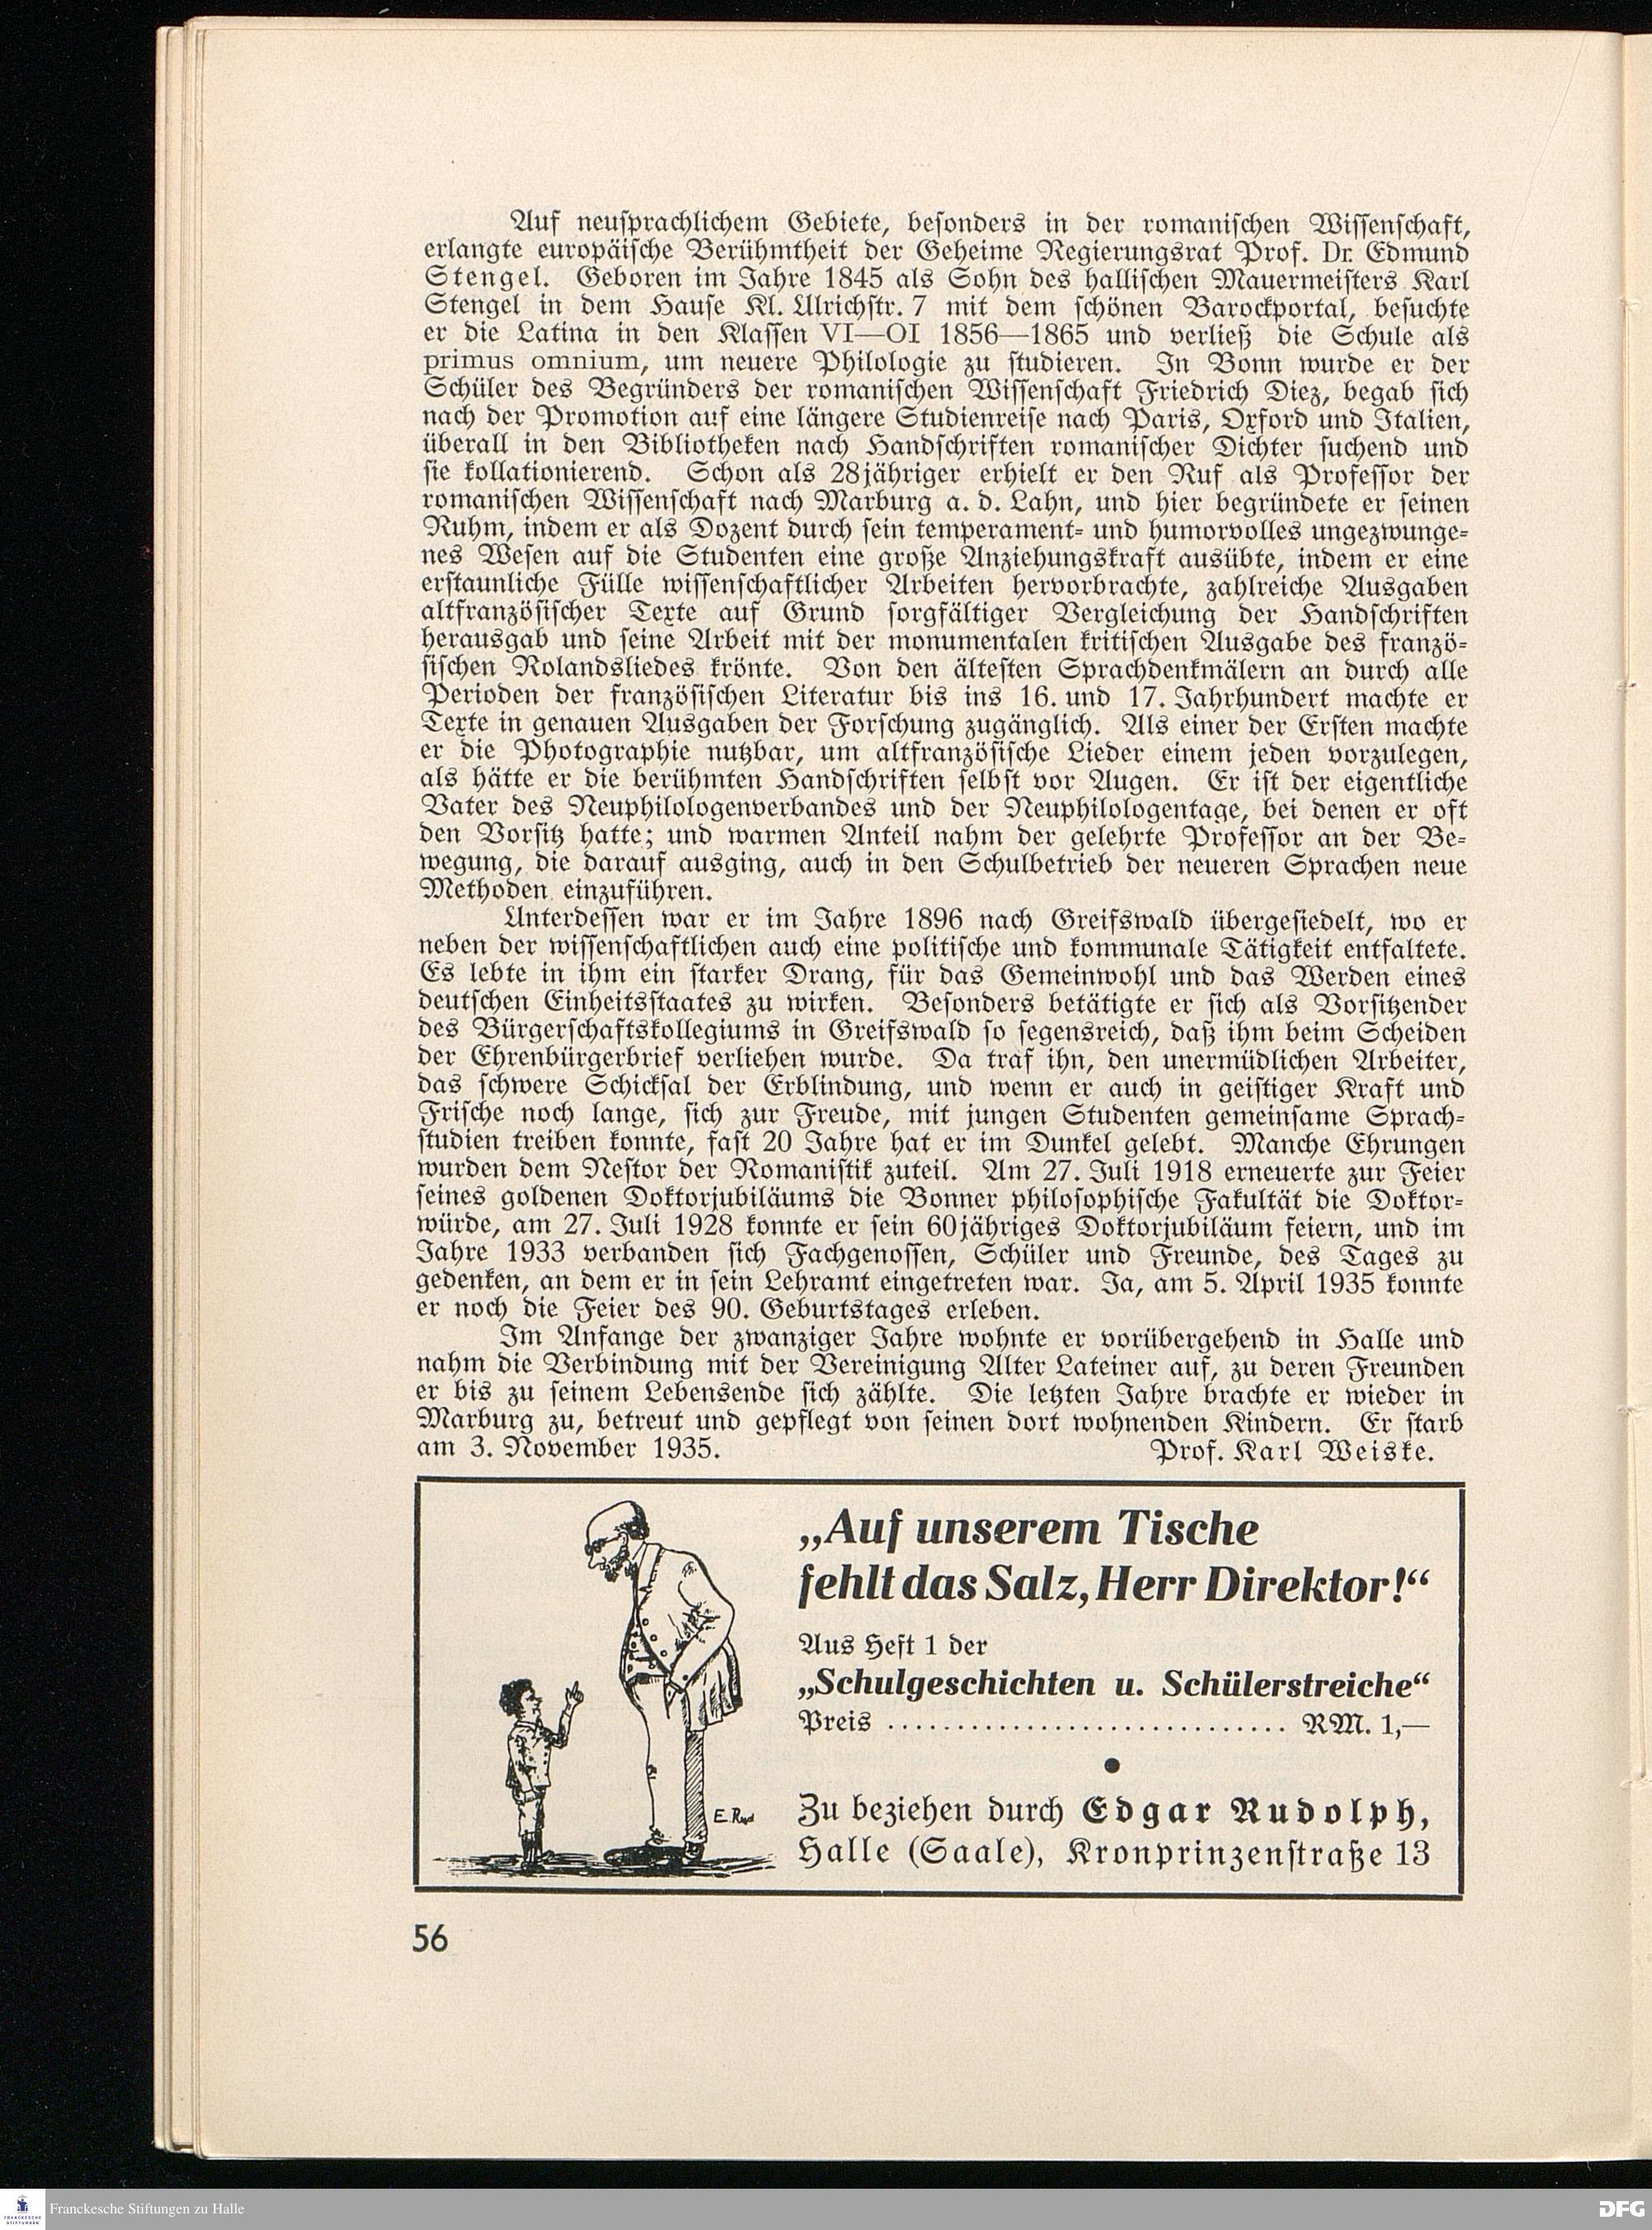 Auf neusprachlichem Gebiete, besonders in der romanischen Wissenschaft,
erlangte europäische Berühmtheit der Geheime Regierungsrat Prof. Dr. Edmund
Stengel. Geboren im Jahre 1845 als Sohn des hallischen Mauermeisters Karl
Stengel in dem Hause Kl. Ulrichstr. 7 mit dem schönen Barockportal, besuchte
er die Latina in den Klassen VI—OI 1856—1865 und verließ die Schule als
primus omnium, um neuere Philologie zu studieren. In Bonn wurde er der
Schüler des Begründers der romanischen Wissenschaft Friedrich Diez, begab sich
nach der Promotion auf eine längere Studienreise nach Paris, Oxford und Italien,
überall in den Bibliotheken nach Handschriften romanischer Dichter suchend und
sie kollationierend. Schon als 28jähriger erhielt er den Ruf als Professor der
romanischen Wissenschaft nach Marburg a. d. Lahn, und hier begründete er seinen
Ruhm, indem er als Dozent durch sein temperament- und humorvolles ungezwunge-
nes Wesen auf die Studenten eine große Anziehungskraft ausübte, indem er eine
erstaunliche Fülle wissenschaftlicher Arbeiten hervorbrachte, zahlreiche Ausgaben
altfranzösischer Texte auf Grund sorgfältiger Vergleichung der Handschriften
herausgab und seine Arbeit mit der monumentalen kritischen Ausgabe des franzö-
sischen Rolandsliedes krönte. Von den ältesten Sprachdenkmälern an durch alle
Perioden der französischen Literatur bis ins 16. und 17. Jahrhundert machte er
Texte in genauen Ausgaben der Forschung zugänglich. Als einer der Ersten machte
er die Photographie nutzbar, um altfranzösische Lieder einem jeden vorzulegen,
als hätte er die berühmten Handschriften selbst vor Augen. Er ist der eigentliche
Vater des Neuphilologenverbandes und der Neuphilologentage, bei denen er oft
den Vorsitz hatte; und warmen Anteil nahm der gelehrte Professor an der Be-
wegung, die darauf ausging, auch in den Schulbetrieb der neueren Sprachen neue
Methoden einzuführen.
Unterdessen war er im Jahre 1896 nach Greifswald übergesiedelt, wo er
neben der wissenschaftlichen auch eine politische und kommunale Tätigkeit entfaltete.
Es lebte in ihm ein starker Drang, für das Gemeinwohl und das Werden eines
deutschen Einheitsstaates zu wirken. Besonders betätigte er sich als Vorsitzender
des Bürgerschaftskollegiums in Greifswald so segensreich, daß ihm beim Scheiden
der Ehrenbürgerbrief verliehen wurde. Da traf ihn, den unermüdlichen Arbeiter,
das schwere Schicksal der Erblindung, und wenn er auch in geistiger Kraft und
Frische noch lange, sich zur Freude, mit jungen Studenten gemeinsame Sprach-
studien treiben konnte, fast 20 Jahre hat er im Dunkel gelebt. Manche Ehrungen
wurden dem Nestor der Romanistik zuteil. Am 27. Juli 1918 erneuerte zur Feier
seines goldenen Doktorjubiläums die Bonner philosophische Fakultät die Doktor-
würde, am 27. Juli 1928 konnte er sein 60jähriges Doktorjubiläum feiern, und im
Jahre 1933 verbanden sich Fachgenossen, Schüler und Freunde, des Tages zu
gedenken, an dem er in sein Lehramt eingetreten war. Ja, am 5. April 1935 konnte
er noch die Feier des 90. Geburtstages erleben.
Im Anfange der zwanziger Jahre wohnte er vorübergehend in Halle und
nahm die Verbindung mit der Vereinigung Alter Lateiner auf, zu deren Freunden
er bis zu seinem Lebensende sich zählte. Die letzten Jahre brachte er wieder in
Marburg zu, betreut und gepflegt von seinen dort wohnenden Kindern. Er starb
am 3. November 1935. Prof. Karl Weiske.
„Auf unserem Tische
fehlt das Salz, Herr Direktor!“
Aus Heft 1 der
„Schulgeschichten u. Schülerstreiche“
Preis .............................. RM. 1,—
Zu beziehen durch Edgar Rudolph,
Halle (Saale), Kronprinzenstraße 13
E. Rud
56
Franckesche Stiftungen zu Halle
FRANCKESCHE
STIFTUNGEN
DFG